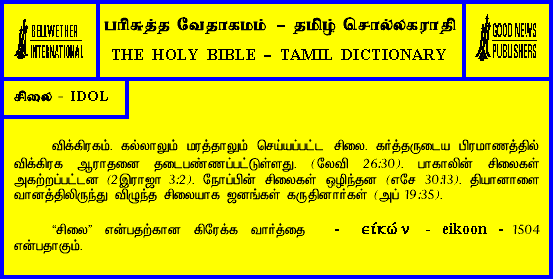 BELLWETHER
INTERNATIONAL
பரிசுத்த வேதாகமம் – தமிழ் சொல்லகராதி
THE HOLY BIBLE – TAMIL DICTIONARY
GOOD NEWS
PUBLISHERS
சிலை - IDOL
விக்கிரகம். கல்லாலும் மரத்தாலும் செய்யப்பட்ட சிலை. கர்த்தருடைய பிரமாணத்தில்
விக்கிரக ஆராதனை தடைபண்ணப்பட்டுள்ளது. (லேவி 26:30). பாகாலின் சிலைகள்
அகற்றப்பட்டன (2இராஜா 3:2). நோப்பின் சிலைகள் ஒழிந்தன (எசே 30:13). தியானாளை
வானத்திலிருந்து விழுந்த சிலையாக ஜனங்கள் கருதினார்கள் (அப் 19:35).
“சிலை” என்பதற்கான கிரேக்க வார்த்தை - είκών - eikoon - 1504
என்பதாகும்.